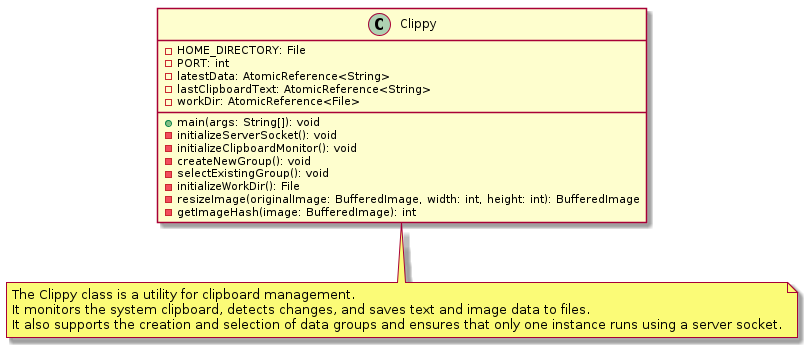 C Clippy
HOME_DIRECTORY: File
PORT: int
latestData: AtomicReference<String>
lastClipboardText: AtomicReference<String>
workDir: AtomicReference<File>
main(args: String[]): void
initializeServerSocket(): void
initializeClipboardMonitor(): void
createNewGroup(): void
selectExistingGroup(): void
initializeWorkDir(): File
resizeImage(originalImage: BufferedImage, width: int, height: int): BufferedImage
getImageHash(image: BufferedImage): int
The Clippy class is a utility for clipboard management.
It monitors the system clipboard, detects changes, and saves text and image data to files.
It also supports the creation and selection of data groups and ensures that only one instance runs using a server socket.